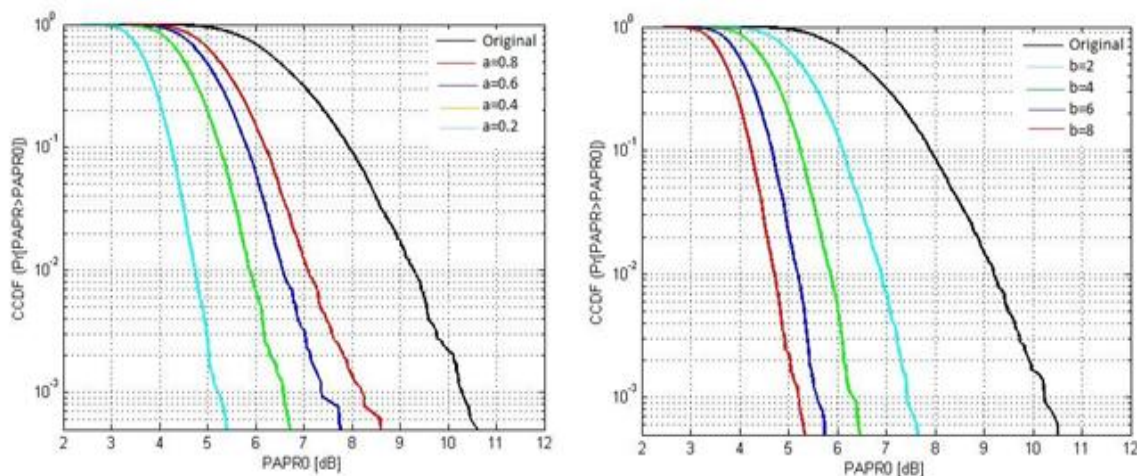 CCDF (Pr[PAPR>PAPR0])
10^0
10^-1
10^-2
10^-3
Original
a=0.8
a=0.6
a=0.4
a=0.2
2 3 4 5 6 7 8 9 10 11 12
PAPR0 [dB]
CCDF (Pr[PAPR>PAPR0])
10^0
10^-1
10^-2
10^-3
Original
b=2
b=4
b=6
b=8
2 3 4 5 6 7 8 9 10 11 12
PAPR0 [dB]